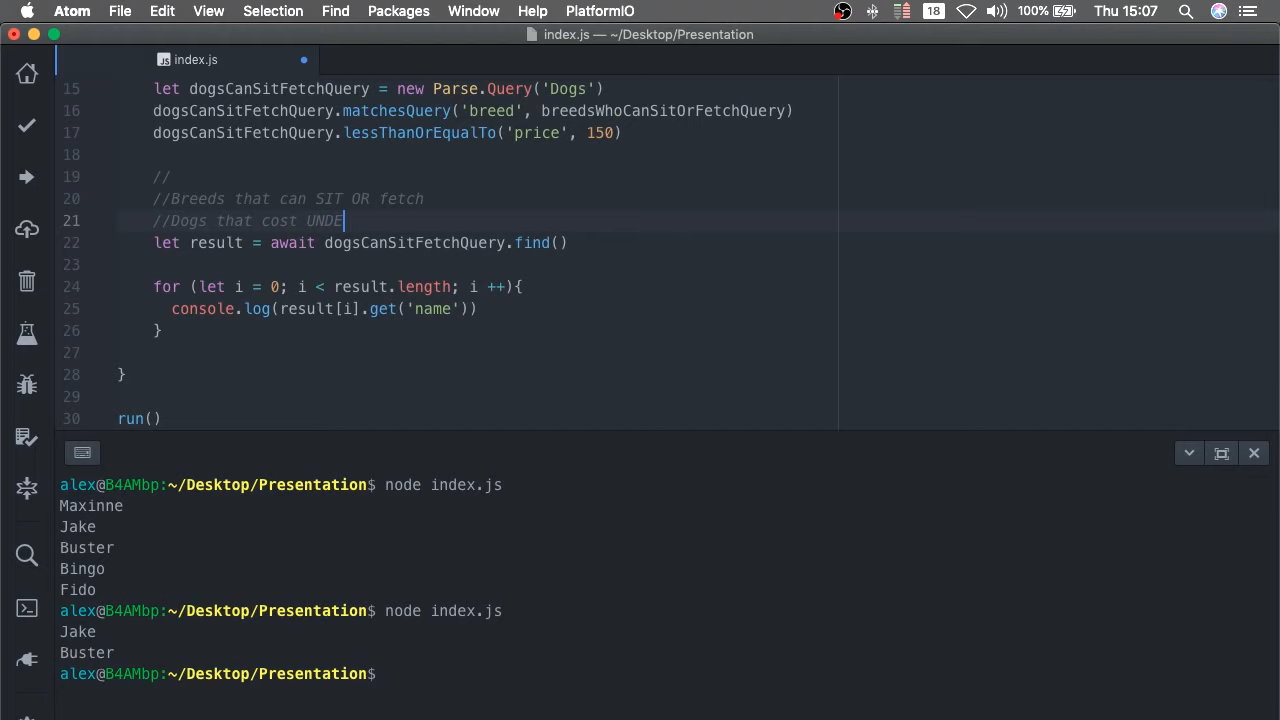 Atom File Edit View Selection Find Packages Window Help PlatformIO 18 100% Thu 15:07
index.js — ~/Desktop/Presentation
JS index.js
15 let dogsCanSitFetchQuery = new Parse.Query('Dogs')
16 dogsCanSitFetchQuery.matchesQuery('breed', breedsWhoCanSitOrFetchQuery)
17 dogsCanSitFetchQuery.lessThanOrEqualTo('price', 150)
18
19 //
20 //Breeds that can SIT OR fetch
21 //Dogs that cost UNDE
22 let result = await dogsCanSitFetchQuery.find()
23
24 for (let i = 0; i < result.length; i ++){
25 console.log(result[i].get('name'))
26 }
27
28 }
29
30 run()
alex@B4AMbp:~/Desktop/Presentation$ node index.js
Maxinne
Jake
Buster
Bingo
Fido
alex@B4AMbp:~/Desktop/Presentation$ node index.js
Jake
Buster
alex@B4AMbp:~/Desktop/Presentation$